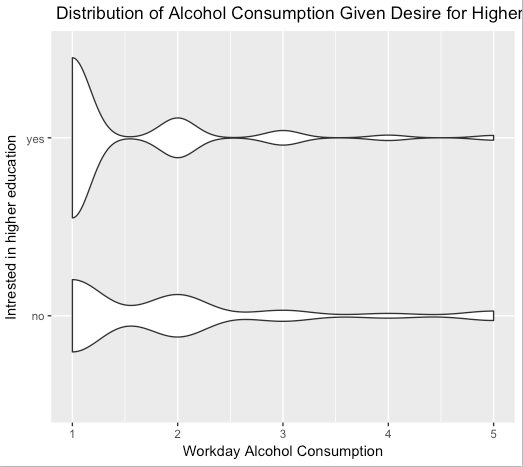 Distribution of Alcohol Consumption Given Desire for Higher
Intrested in higher education
yes
no
1 2 3 4 5
Workday Alcohol Consumption